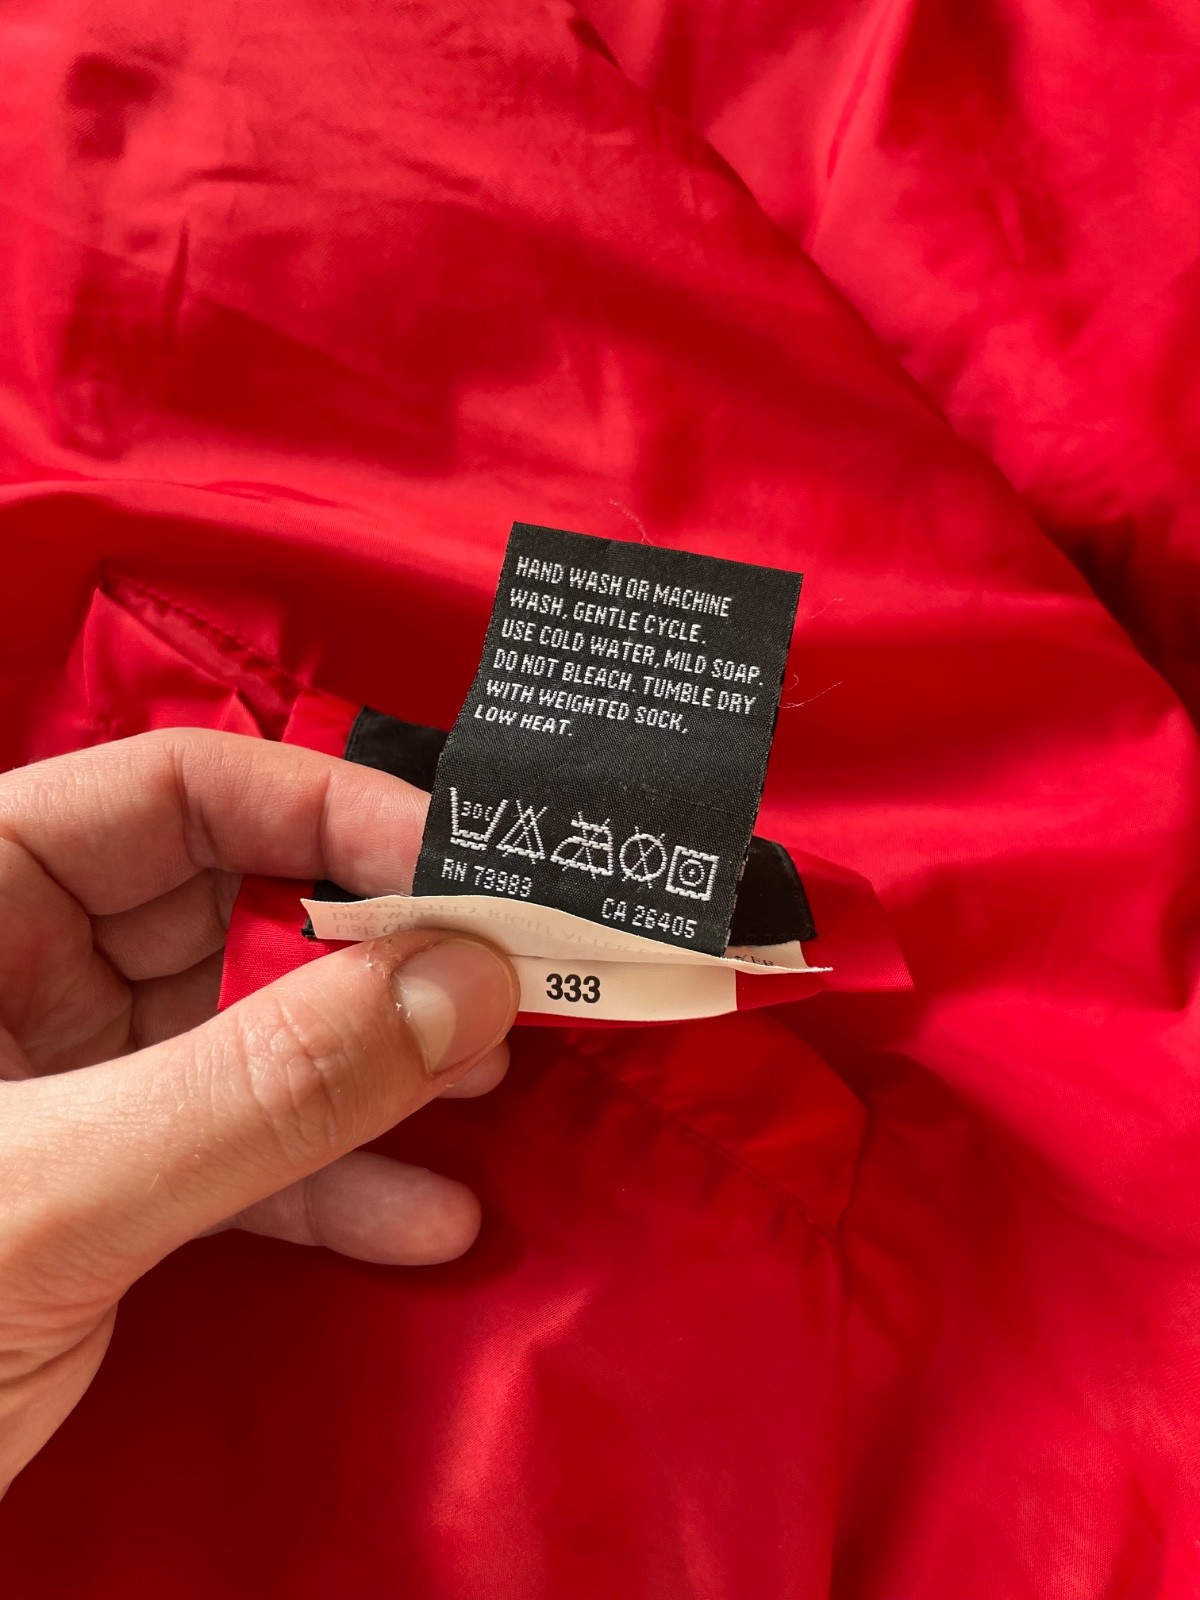 HAND WASH OR MACHINE
WASH, GENTLE CYCLE.
USE COLD WATER, MILD SOAP.
DO NOT BLEACH. TUMBLE DRY
WITH WEIGHTED SOCK,
LOW HEAT.
30C
RN 73983
CA 26405
333